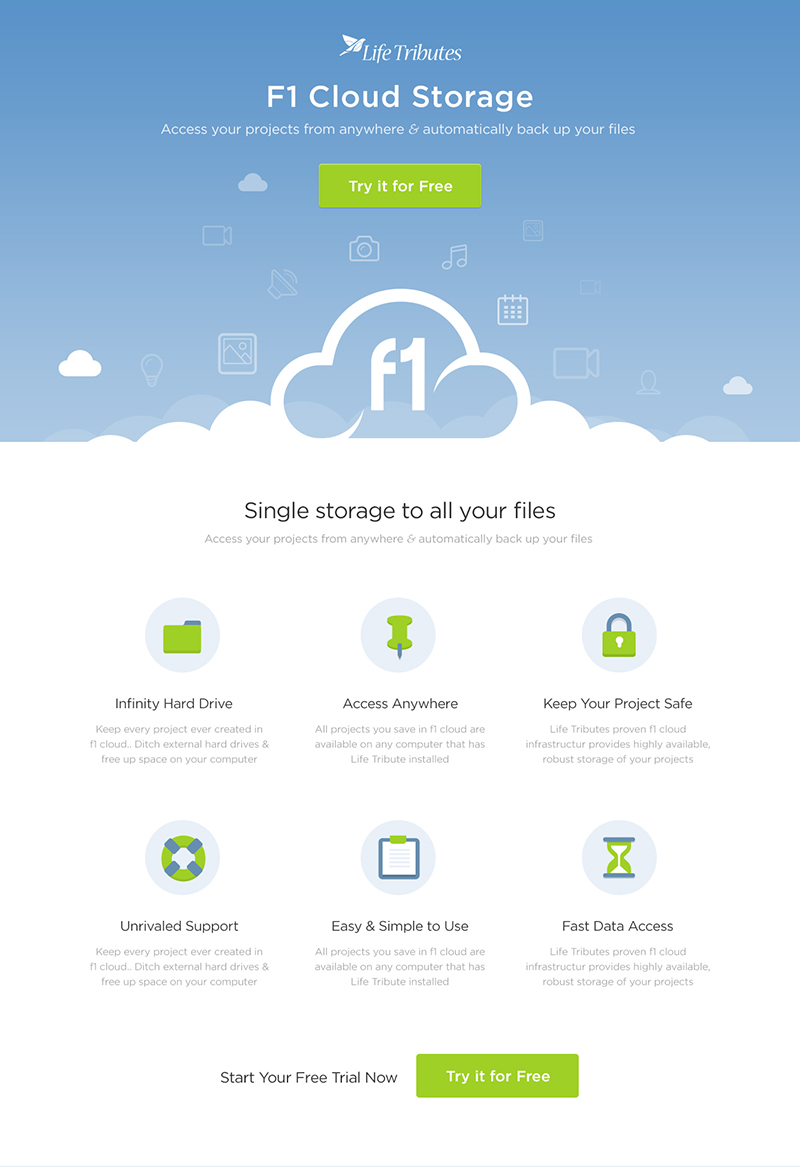 Life Tributes
F1 Cloud Storage
Access your projects from anywhere & automatically back up your files
Try it for Free
f1
Single storage to all your files
Access your projects from anywhere & automatically back up your files
Infinity Hard Drive
Keep every project ever created in
f1 cloud.. Ditch external hard drives &
free up space on your computer
Access Anywhere
All projects you save in f1 cloud are
available on any computer that has
Life Tribute installed
Keep Your Project Safe
Life Tributes proven f1 cloud
infrastructur provides highly available,
robust storage of your projects
Unrivaled Support
Keep every project ever created in
f1 cloud.. Ditch external hard drives &
free up space on your computer
Easy & Simple to Use
All projects you save in f1 cloud are
available on any computer that has
Life Tribute installed
Fast Data Access
Life Tributes proven f1 cloud
infrastructur provides highly available,
robust storage of your projects
Start Your Free Trial Now
Try it for Free